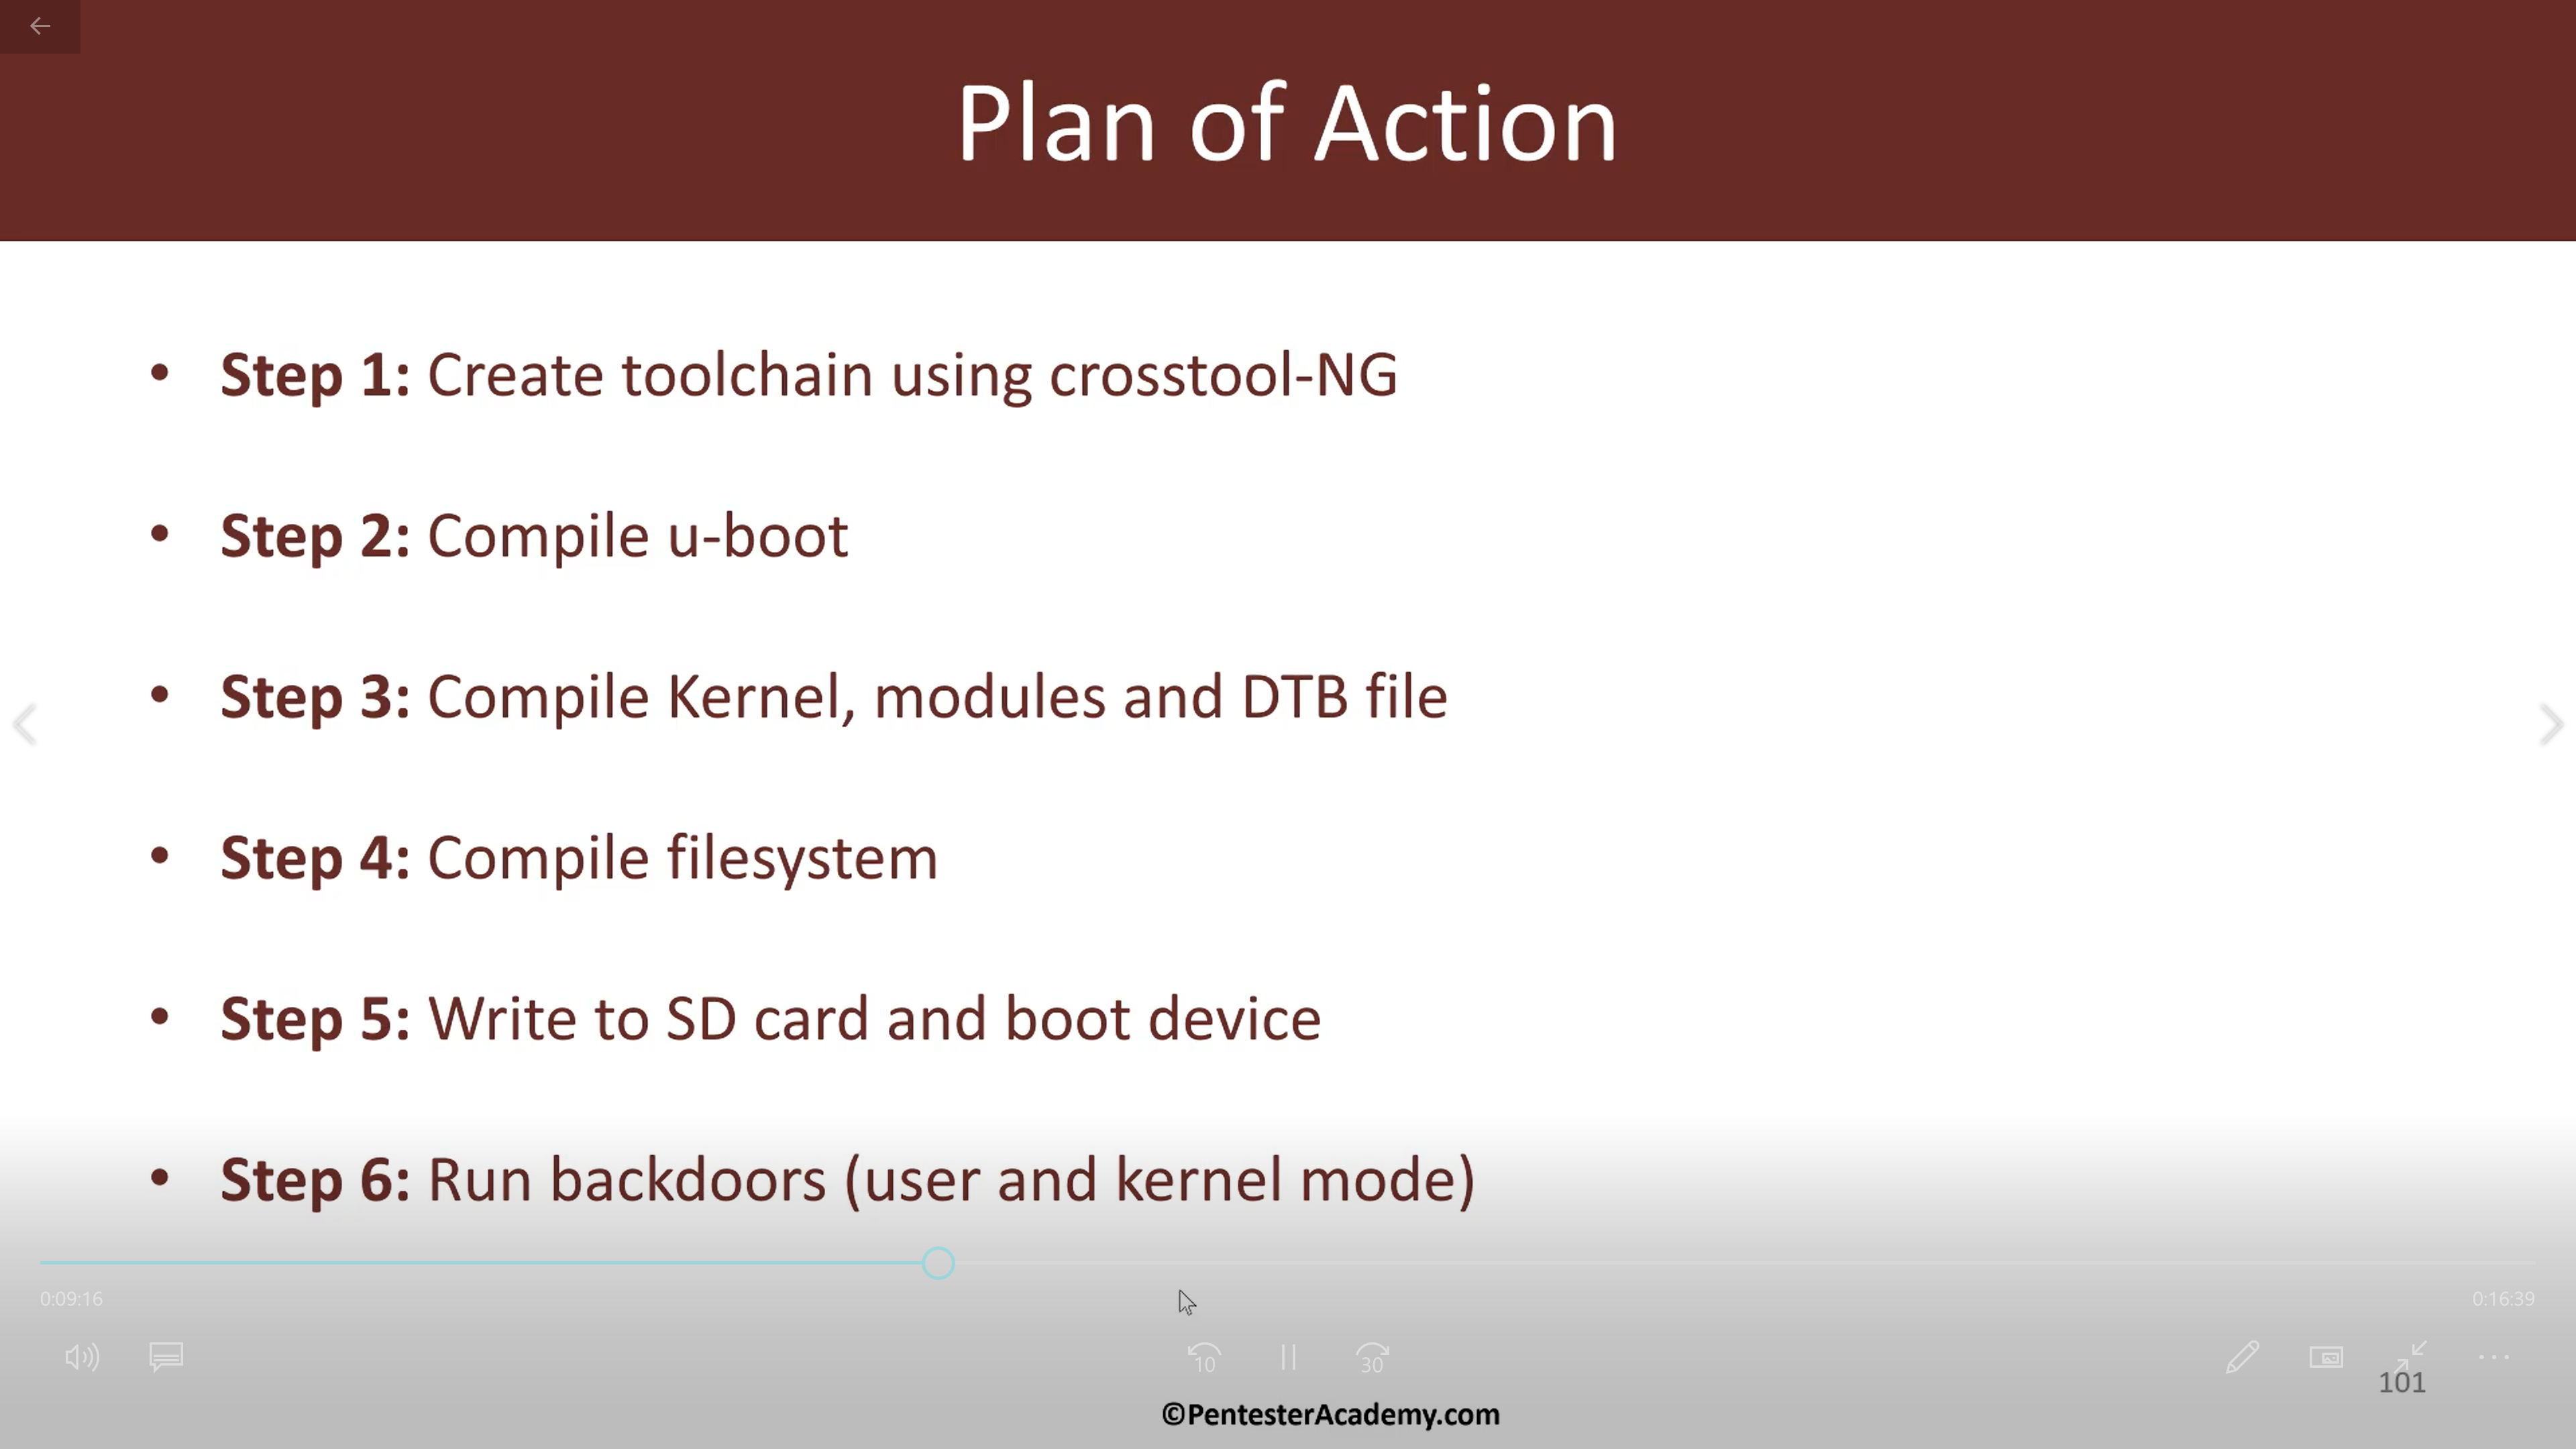 Plan of Action
• Step 1: Create toolchain using crosstool-NG
• Step 2: Compile u-boot
• Step 3: Compile Kernel, modules and DTB file
• Step 4: Compile filesystem
• Step 5: Write to SD card and boot device
• Step 6: Run backdoors (user and kernel mode)
0:09:16
0:16:39
10
30
101
©PentesterAcademy.com